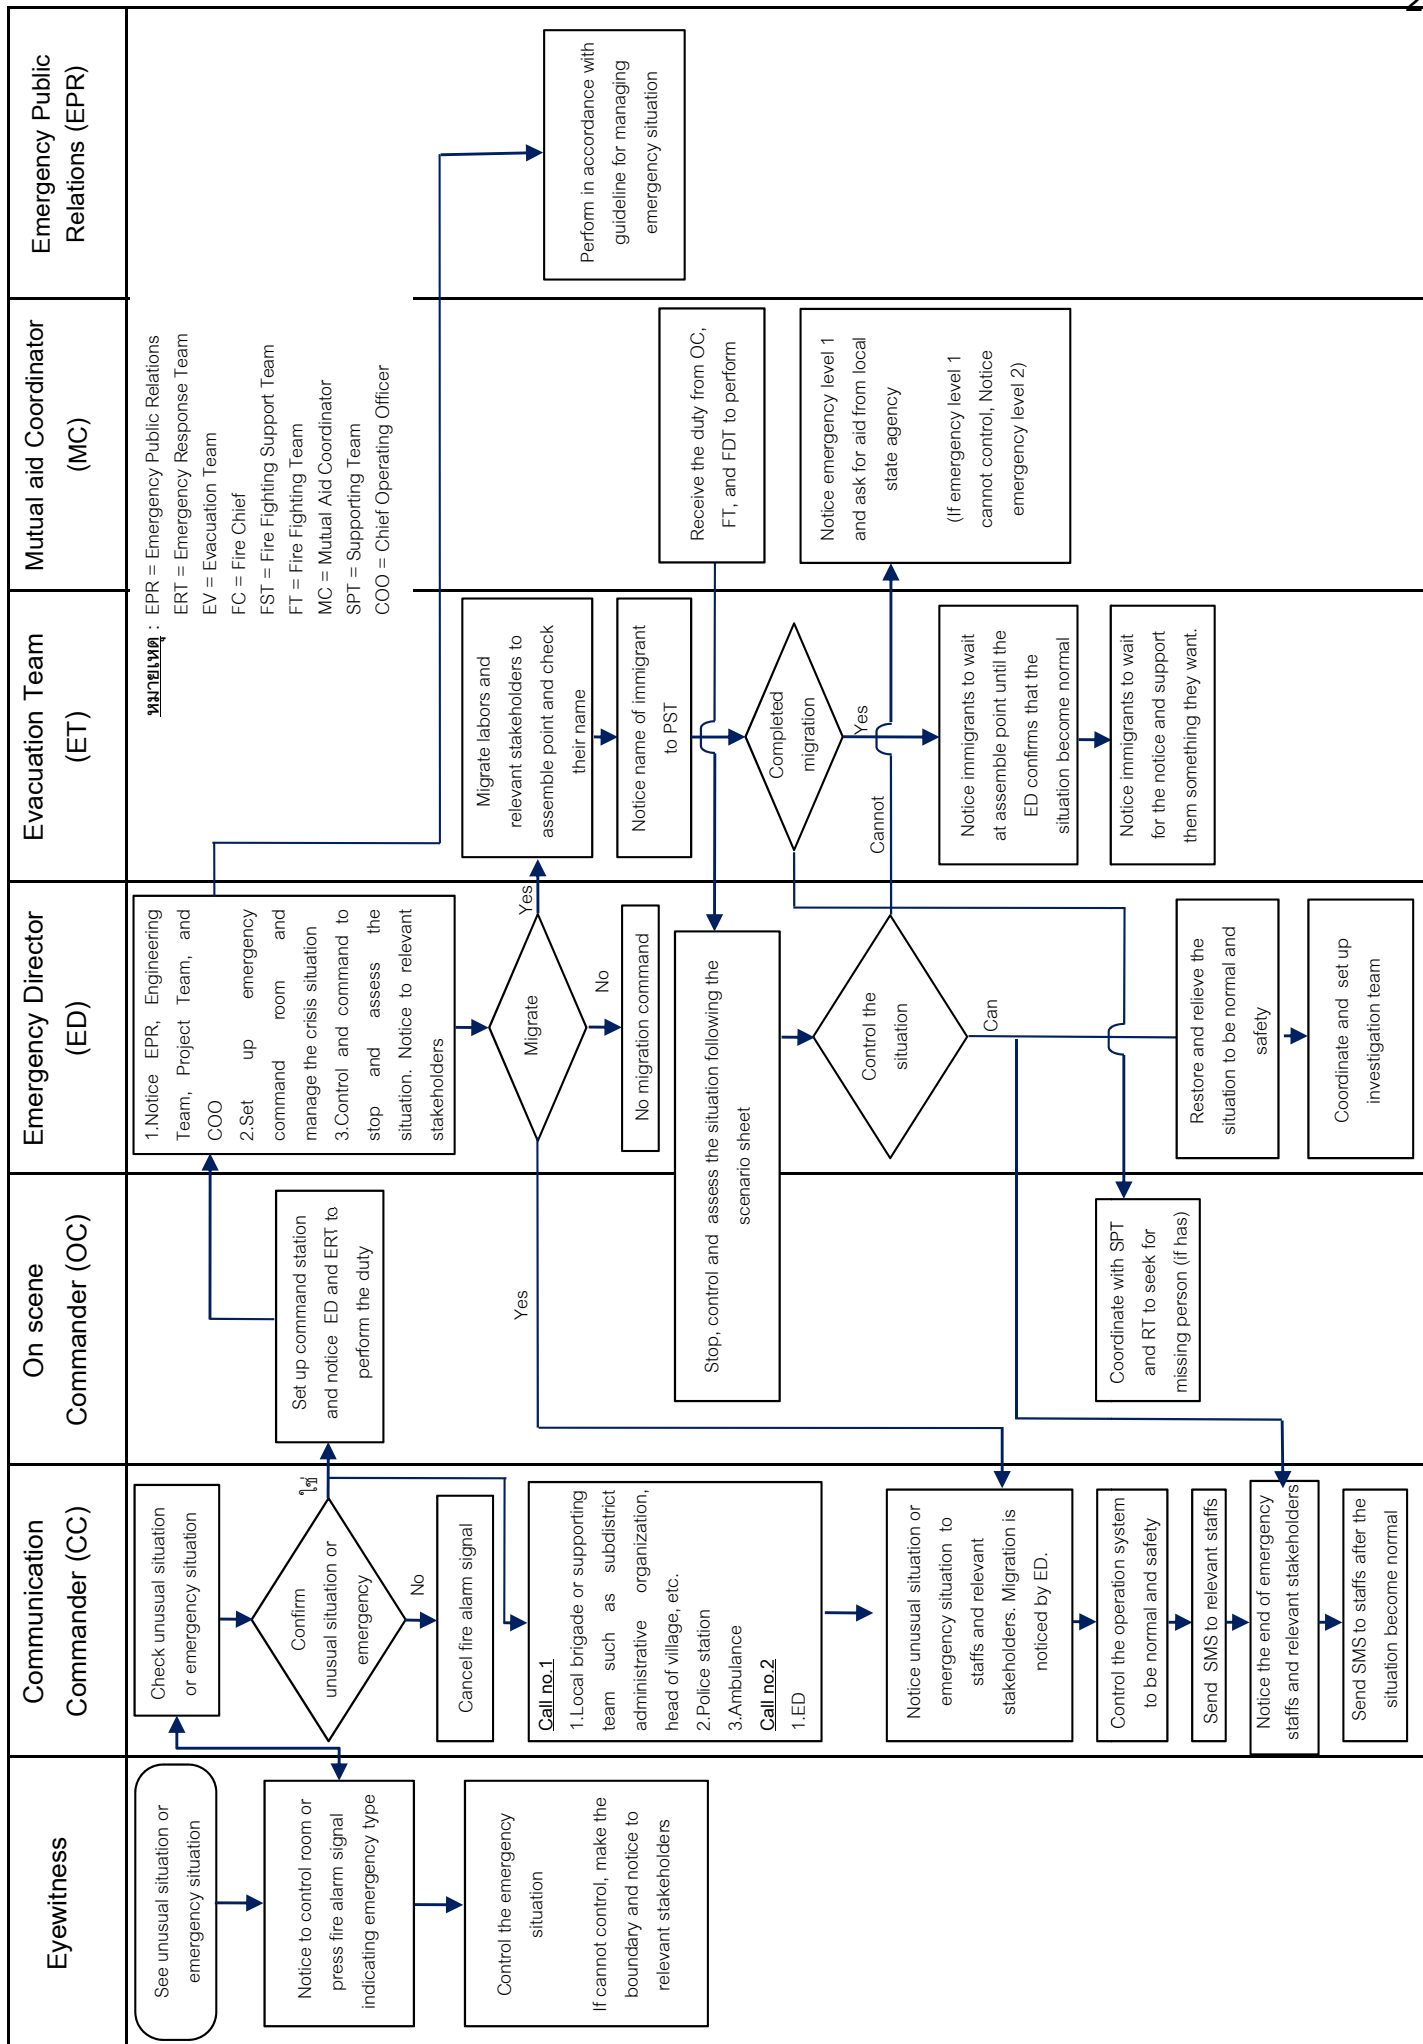 Eyewitness
Communication
Commander (CC)
On scene
Commander (OC)
Emergency Director
(ED)
Evacuation Team
(ET)
Mutual aid Coordinator
(MC)
Emergency Public
Relations (EPR)
See unusual situation or
emergency situation
Notice to control room or
press fire alarm signal
indicating emergency type
Control the emergency
situation
If cannot control, make the
boundary and notice to
relevant stakeholders
Check unusual situation
or emergency situation
Confirm
unusual situation or
emergency
ใช่
No
Cancel fire alarm signal
Call no.1
1.Local brigade or supporting
team such as subdistrict
administrative organization,
head of village, etc.
2.Police station
3.Ambulance
Call no.2
1.ED
Notice unusual situation or
emergency situation to
staffs and relevant
stakeholders. Migration is
noticed by ED.
Control the operation system
to be normal and safety
Send SMS to relevant staffs
Notice the end of emergency
staffs and relevant stakeholders
Send SMS to staffs after the
situation become normal
Set up command station
and notice ED and ERT to
perform the duty
Yes
Stop, control and assess the situation following the
scenario sheet
Coordinate with SPT
and RT to seek for
missing person (if has)
1.Notice EPR, Engineering
Team, Project Team, and
COO
2.Set up emergency
command room and
manage the crisis situation
3.Control and command to
stop and assess the
situation. Notice to relevant
stakeholders
Migrate
Yes
No
No migration command
Control the
situation
Cannot
Can
Restore and relieve the
situation to be normal and
safety
Coordinate and set up
investigation team
Migrate labors and
relevant stakeholders to
assemble point and check
their name
Notice name of immigrant
to PST
Completed
migration
Yes
Notice immigrants to wait
at assemble point until the
ED confirms that the
situation become normal
Notice immigrants to wait
for the notice and support
them something they want.
หมายเหตุ : EPR = Emergency Public Relations
ERT = Emergency Response Team
EV = Evacuation Team
FC = Fire Chief
FST = Fire Fighting Support Team
FT = Fire Fighting Team
MC = Mutual Aid Coordinator
SPT = Supporting Team
COO = Chief Operating Officer
Receive the duty from OC,
FT, and FDT to perform
Notice emergency level 1
and ask for aid from local
state agency
(If emergency level 1
cannot control, Notice
emergency level 2)
Perform in accordance with
guideline for managing
emergency situation